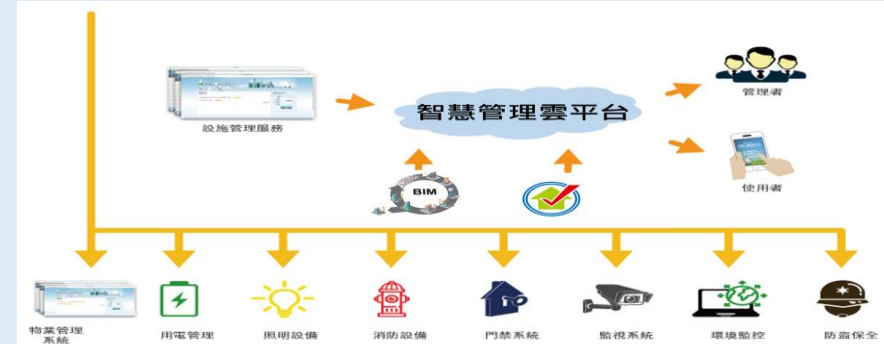 智慧管理雲平台
管理者
設施管理服務
使用者
BIM
物業管理
系統
用電管理
照明設備
消防設備
門禁系統
監視系統
環境監控
防盜保全